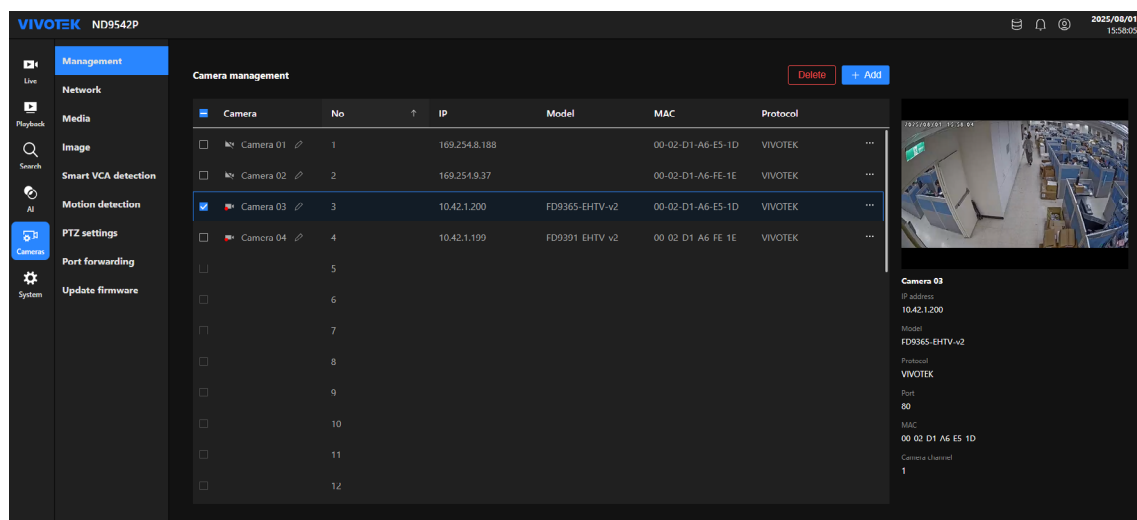 VIVOTEK ND9542P
2025/08/01
15:58:05
Live
Playback
Search
AI
Cameras
System
Management
Network
Media
Image
Smart VCA detection
Motion detection
PTZ settings
Port forwarding
Update firmware
Camera management
Delete
+ Add
Camera No ↑ IP Model MAC Protocol
Camera 01 1 169.254.8.188 00-02-D1-A6-E5-1D VIVOTEK ...
Camera 02 2 169.254.9.37 00-02-D1-A6-FE-1E VIVOTEK ...
Camera 03 3 10.42.1.200 FD9365-EHTV-v2 00-02-D1-A6-E5-1D VIVOTEK ...
Camera 04 4 10.42.1.199 FD9391 EHTV v2 00 02 D1 A6 FE 1E VIVOTEK ...
5
6
7
8
9
10
11
12
2025/08/01 15:58:04
Camera 03
IP address
10.42.1.200
Model
FD9365-EHTV-v2
Protocol
VIVOTEK
Port
80
MAC
00 02 D1 A6 E5 1D
Camera channel
1